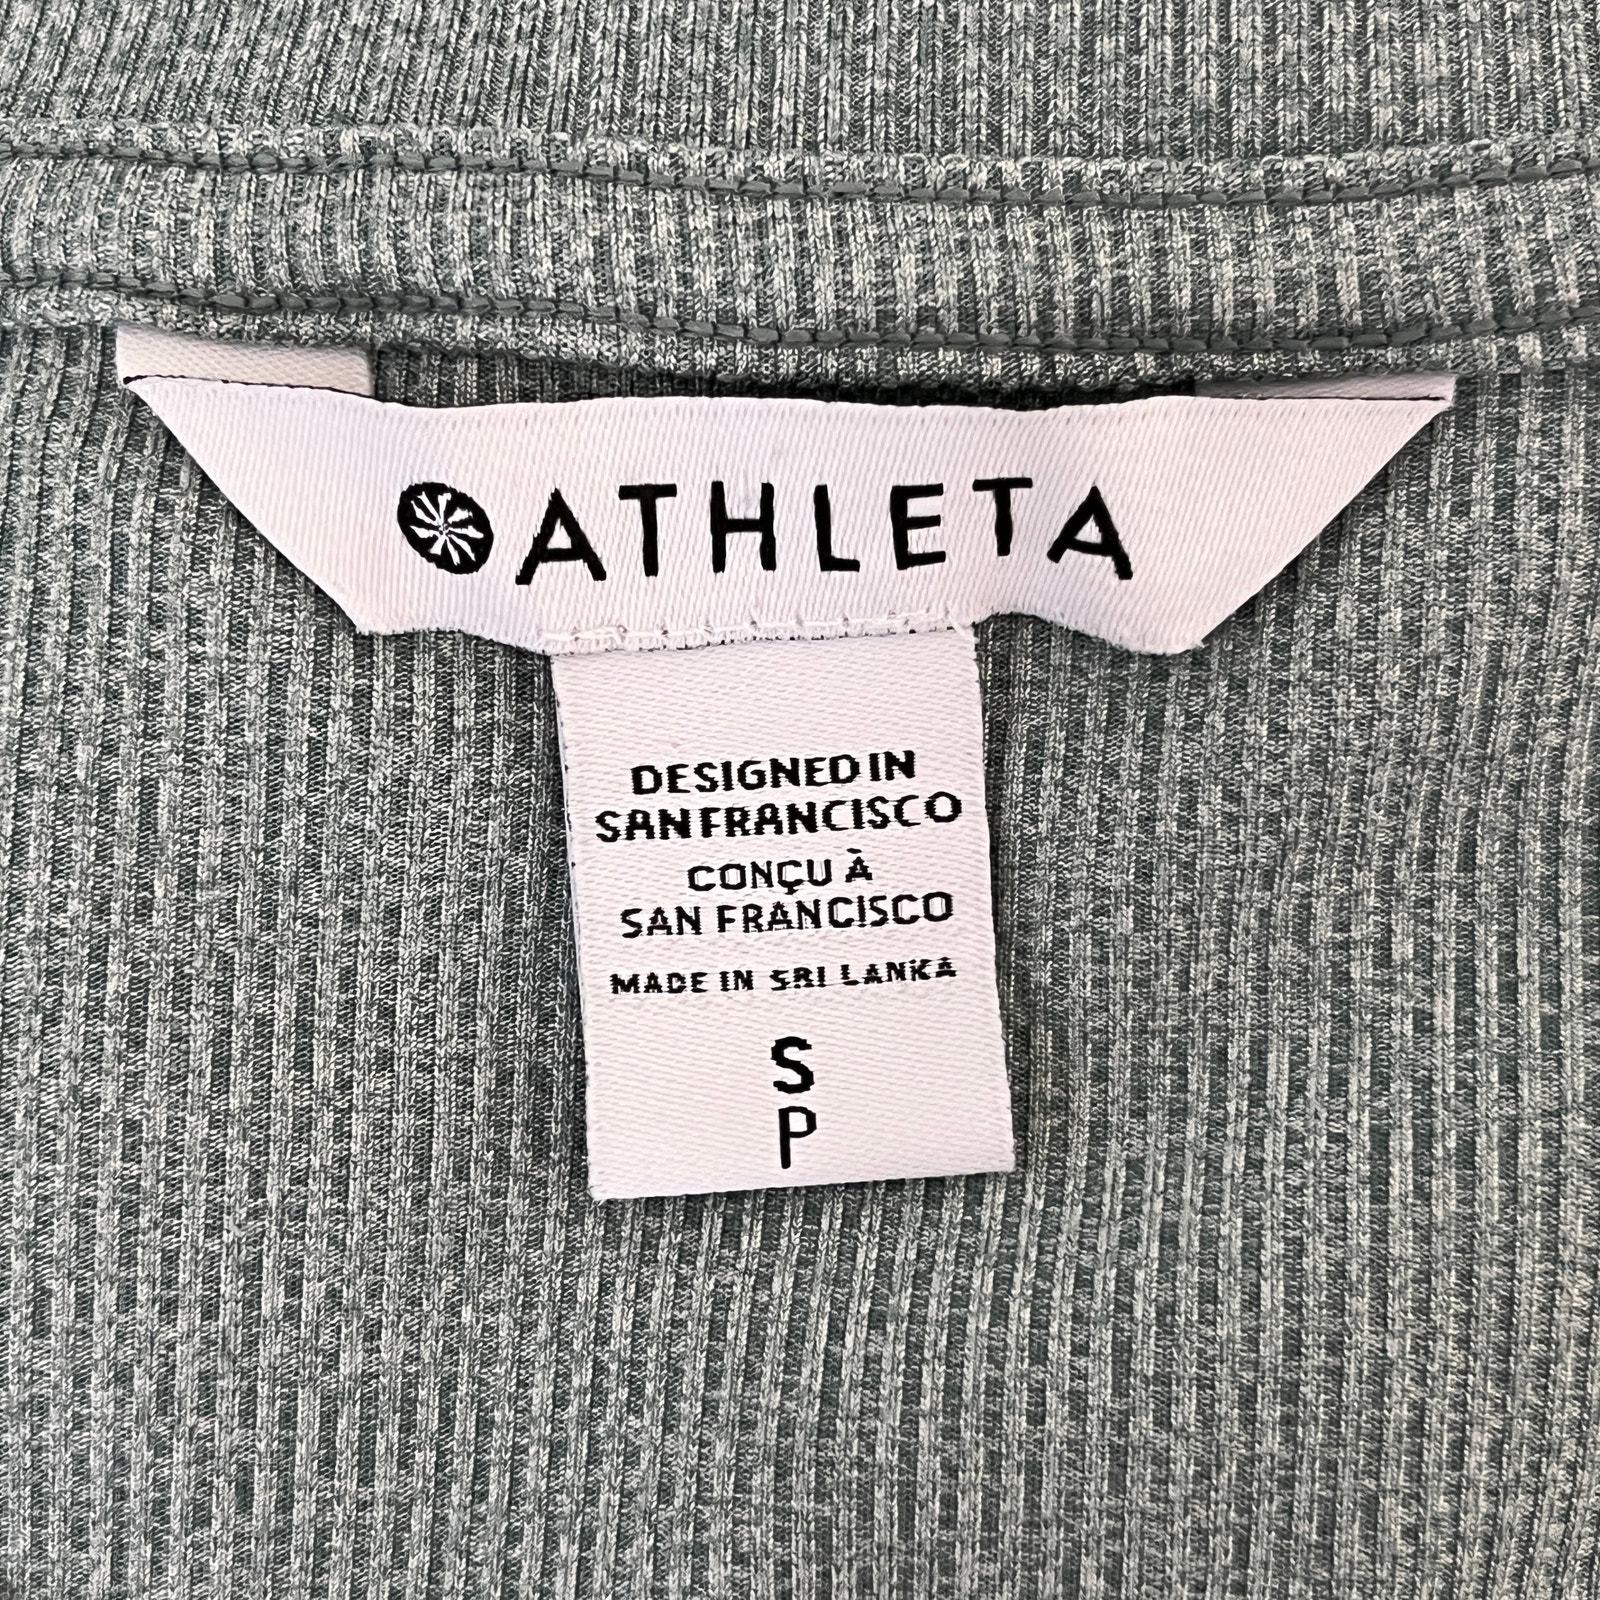 ATHLETA
DESIGNED IN
SAN FRANCISCO
CONÇU À
SAN FRANCISCO
MADE IN SRI LANKA
S
P